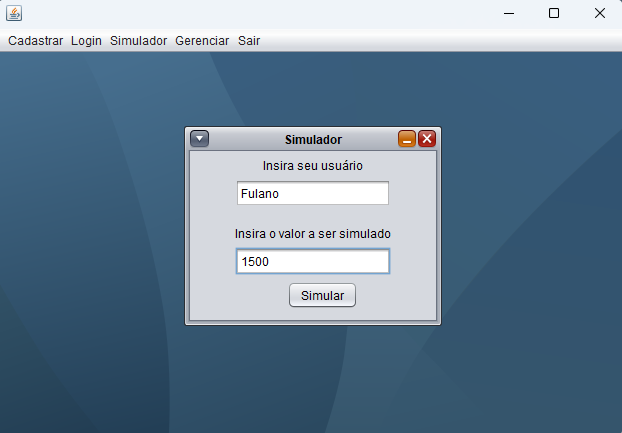 Cadastrar Login Simulador Gerenciar Sair
Simulador
Insira seu usuário
Fulano
Insira o valor a ser simulado
1500
Simular